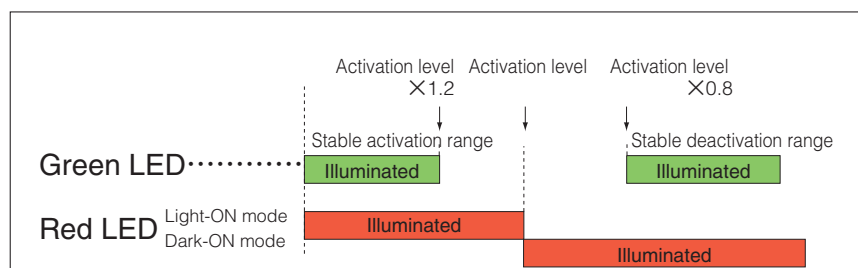 Activation level Activation level Activation level
×1.2 ×0.8
Stable activation range Stable deactivation range
Green LED············ Illuminated Illuminated
Red LED Light-ON mode Illuminated
Dark-ON mode Illuminated